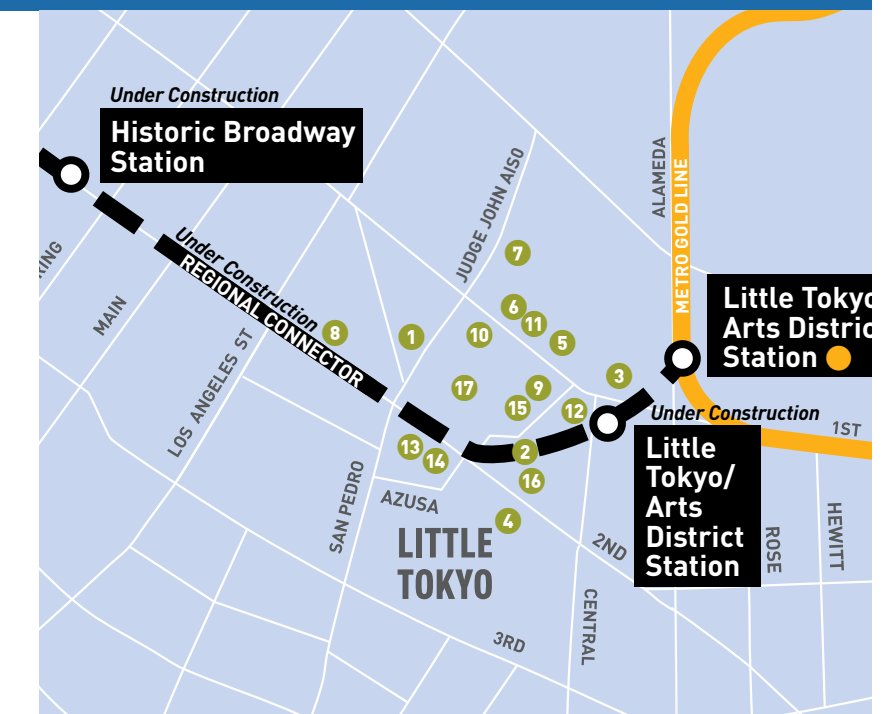 Under Construction
Historic Broadway
Station
ALAMEDA
JUDGE JOHN AISO
METRO GOLD LINE
7
Under Construction
REGIONAL CONNECTOR
MAIN
6
11
10
5
8
1
Little Tokyo
Arts Distric
Station
LOS ANGELES ST
3
17
9
15
12
Under Construction
1ST
13
14
2
16
Little
Tokyo/
Arts
District
Station
SAN PEDRO
AZUSA
4
LITTLE
TOKYO
2ND
ROSE
HEWITT
CENTRAL
3RD